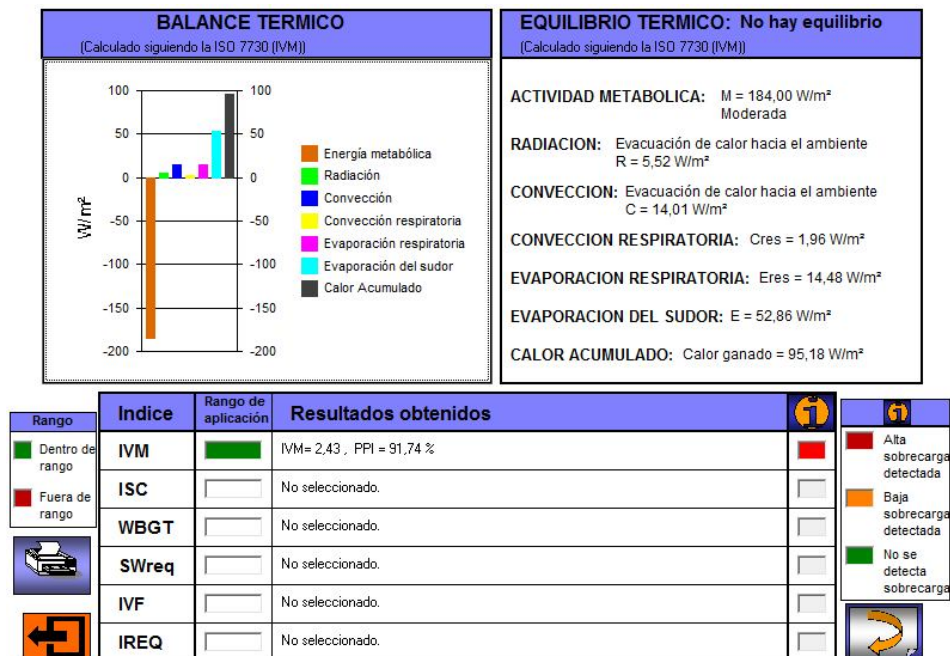 BALANCE TERMICO
(Calculado siguiendo la ISO 7730 (IVM))
100
50
0
-50
-100
-150
-200
W/m²
100
50
0
-50
-100
-150
-200
Energía metabólica
Radiación
Convección
Convección respiratoria
Evaporación respiratoria
Evaporación del sudor
Calor Acumulado
EQUILIBRIO TERMICO: No hay equilibrio
(Calculado siguiendo la ISO 7730 (IVM))
ACTIVIDAD METABOLICA: M = 184,00 W/m²
Moderada
RADIACION: Evacuación de calor hacia el ambiente
R = 5,52 W/m²
CONVECCION: Evacuación de calor hacia el ambiente
C = 14,01 W/m²
CONVECCION RESPIRATORIA: Cres = 1,96 W/m²
EVAPORACION RESPIRATORIA: Eres = 14,48 W/m²
EVAPORACION DEL SUDOR: E = 52,86 W/m²
CALOR ACUMULADO: Calor ganado = 95,18 W/m²
Rango
Dentro de
rango
Fuera de
rango
Indice Rango de aplicación Resultados obtenidos
IVM IVM= 2,43 , PPI = 91,74 %
ISC No seleccionado.
WBGT No seleccionado.
SWreq No seleccionado.
IVF No seleccionado.
IREQ No seleccionado.
Alta
sobrecarga
detectada
Baja
sobrecarga
detectada
No se
detecta
sobrecarga